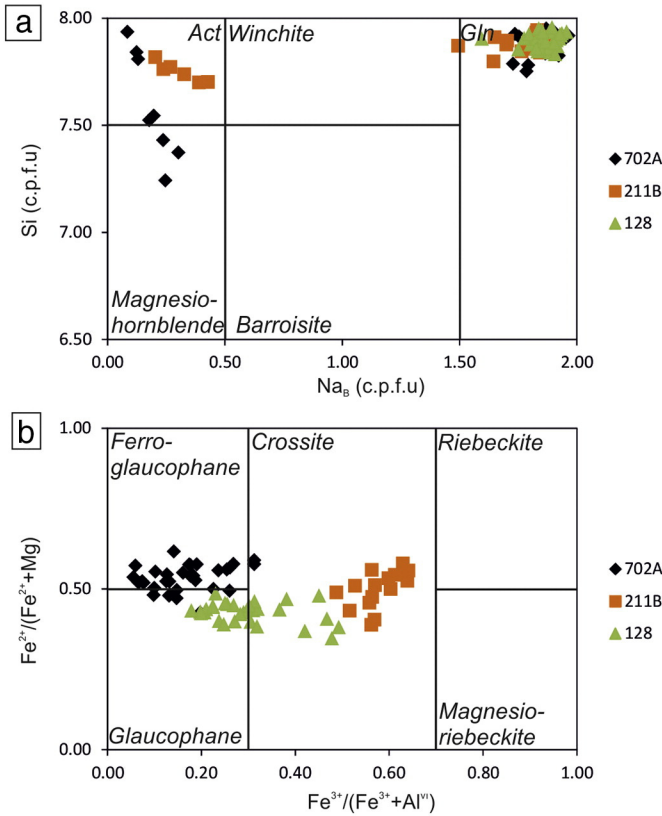 a
8.00
7.50
7.00
6.50
Si (c.p.f.u)
Act
Winchite
Gln
Magnesio-
hornblende
Barroisite
0.00
0.50
1.00
1.50
2.00
Na_B (c.p.f.u)
702A
211B
128
b
1.00
0.50
0.00
Fe²⁺/(Fe²⁺+Mg)
Ferro-
glaucophane
Crossite
Riebeckite
Glaucophane
Magnesio-
riebeckite
0.00
0.20
0.40
0.60
0.80
1.00
Fe³⁺/(Fe³⁺+Alᵛᴵ)
702A
211B
128